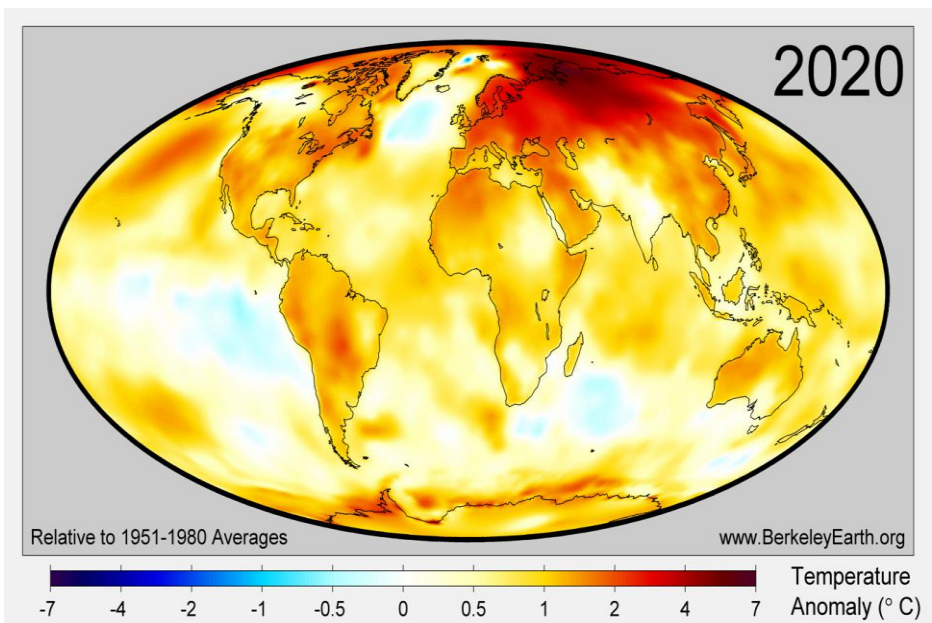 2020
Relative to 1951-1980 Averages
www.BerkeleyEarth.org
-7 -4 -2 -1 -0.5 0 0.5 1 2 4 7
Temperature
Anomaly (° C)